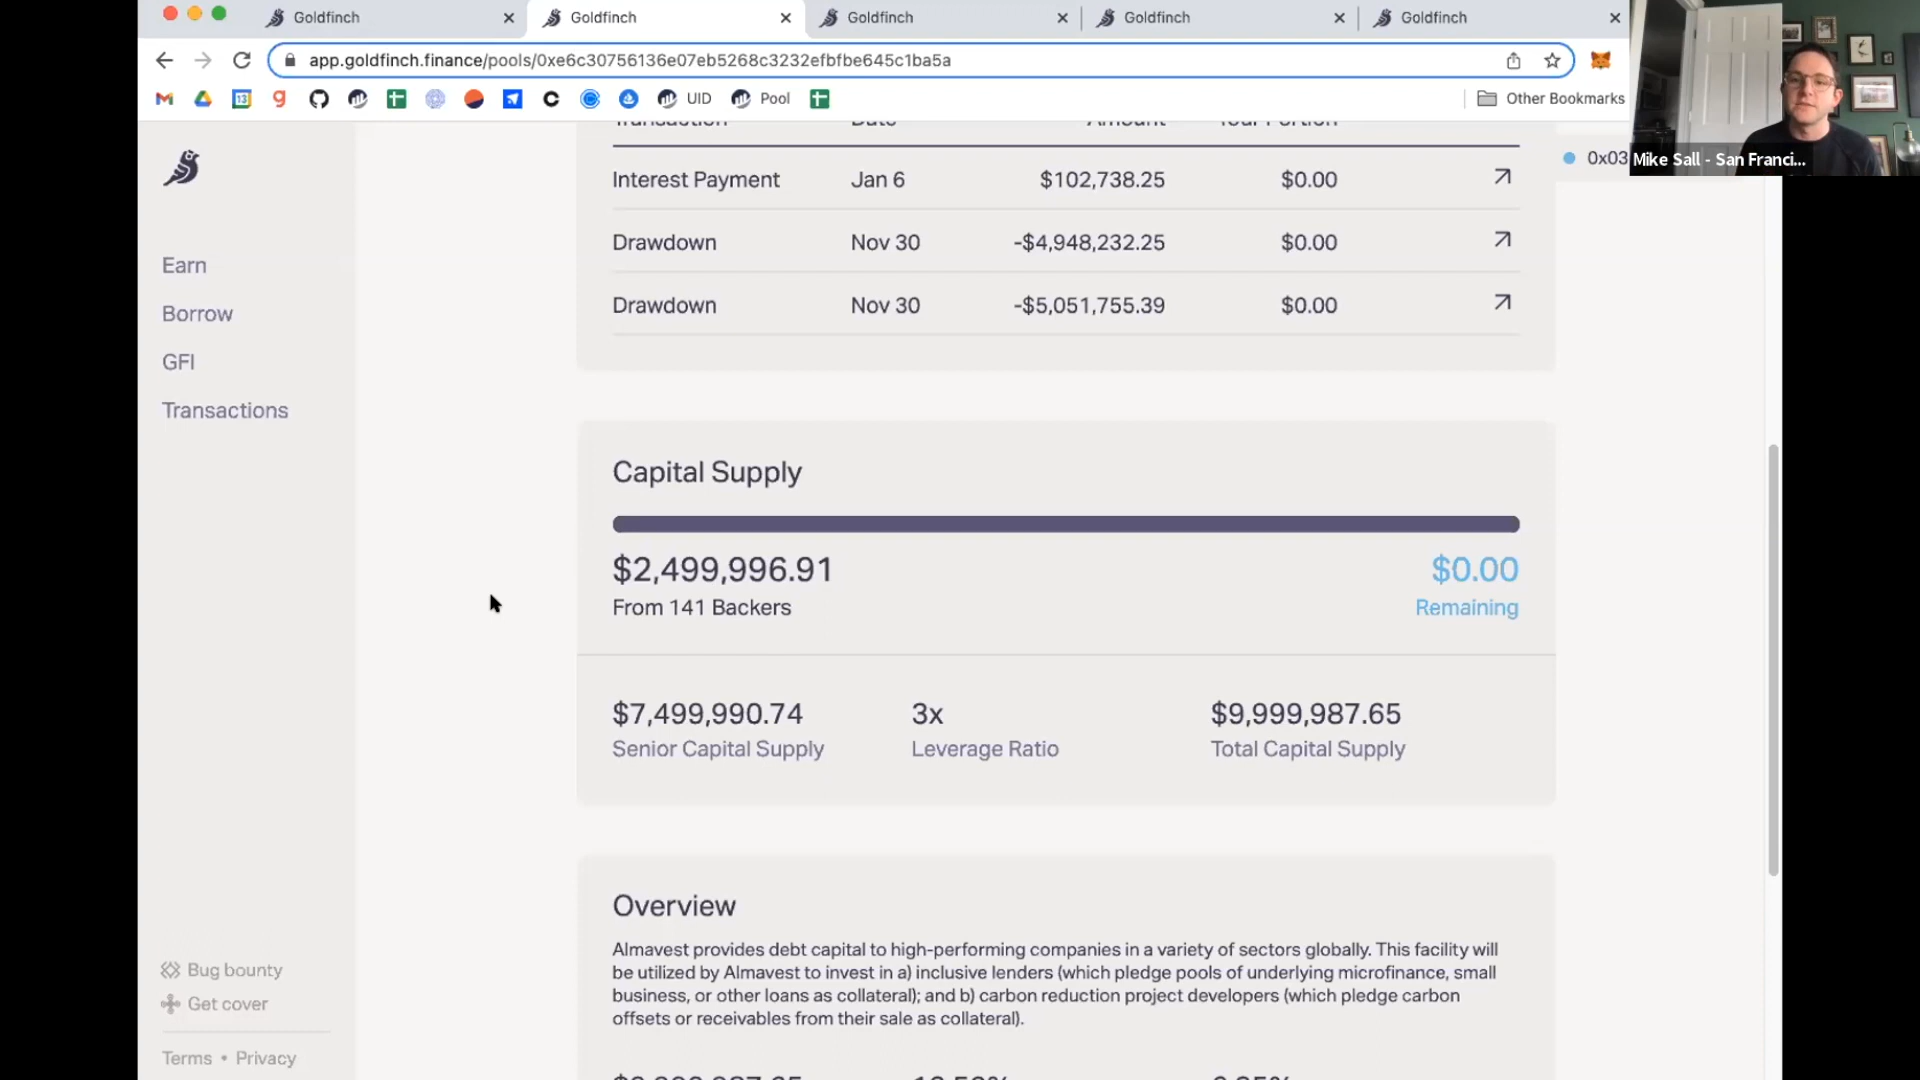 Goldfinch
Goldfinch
Goldfinch
Goldfinch
Goldfinch
app.goldfinch.finance/pools/0xe6c30756136e07eb5268c3232efbfbe645c1ba5a
UID
Pool
Other Bookmarks
0x03
Mike Sall - San Franci...
Earn
Borrow
GFI
Transactions
Transaction Date Amount Your Portion
Interest Payment Jan 6 $102,738.25 $0.00
Drawdown Nov 30 -$4,948,232.25 $0.00
Drawdown Nov 30 -$5,051,755.39 $0.00
Capital Supply
$2,499,996.91 $0.00
From 141 Backers Remaining
$7,499,990.74 3x $9,999,987.65
Senior Capital Supply Leverage Ratio Total Capital Supply
Overview
Almavest provides debt capital to high-performing companies in a variety of sectors globally. This facility will
be utilized by Almavest to invest in a) inclusive lenders (which pledge pools of underlying microfinance, small
business, or other loans as collateral); and b) carbon reduction project developers (which pledge carbon
offsets or receivables from their sale as collateral).
Bug bounty
Get cover
Terms • Privacy